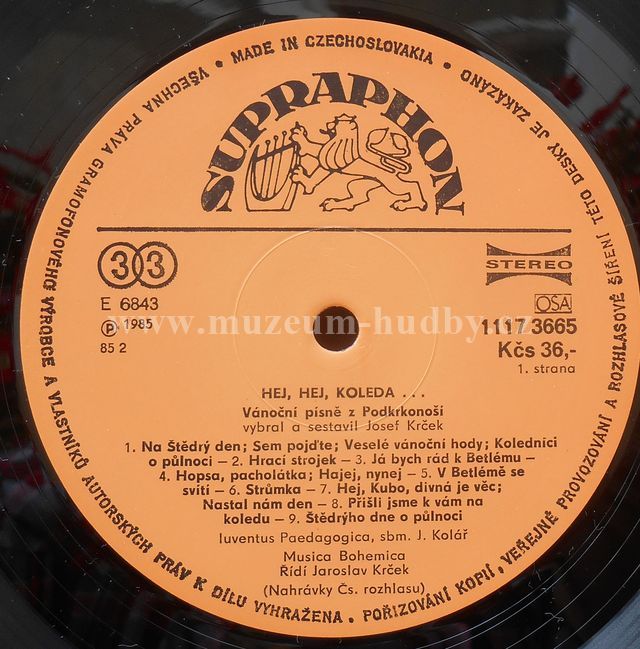 VŠECHNA PRÁVA GRAMOFONOVÉHO VÝROBCE A VLASTNÍKŮ AUTORSKÝCH PRÁV K DÍLU VYHRAŽENA • POŘIZOVÁNÍ KOPIÍ, VEŘEJNÉ PROVOZOVÁNÍ A ROZHLASOVÉ ŠÍŘENÍ TÉTO DESKY JE ZAKÁZÁNO • MADE IN CZECHOSLOVAKIA •
SUPRAPHON
33
STEREO
E 6843
OSA
Ⓟ 1985
1117 3665
www.muzeum-hudby.cz
85 2
Kčs 36,-
1. strana
HEJ, HEJ, KOLEDA . . .
Vánoční písně z Podkrkonoší
vybral a sestavil Josef Krček
1. Na Štědrý den; Sem pojďte; Veselé vánoční hody; Koledníci
o půlnoci – 2. Hrací strojek – 3. Já bych rád k Betlému –
4. Hopsa, pacholátka; Hajej, nynej – 5. V Betlémě se
svítí – 6. Strůmka – 7. Hej, Kubo, divná je věc;
Nastal nám den – 8. Přišli jsme k vám na
koledu – 9. Štědrýho dne o půlnoci
Iuventus Paedagogica, sbm. J. Kolář
Musica Bohemica
Řídí Jaroslav Krček
(Nahrávky Čs. rozhlasu)